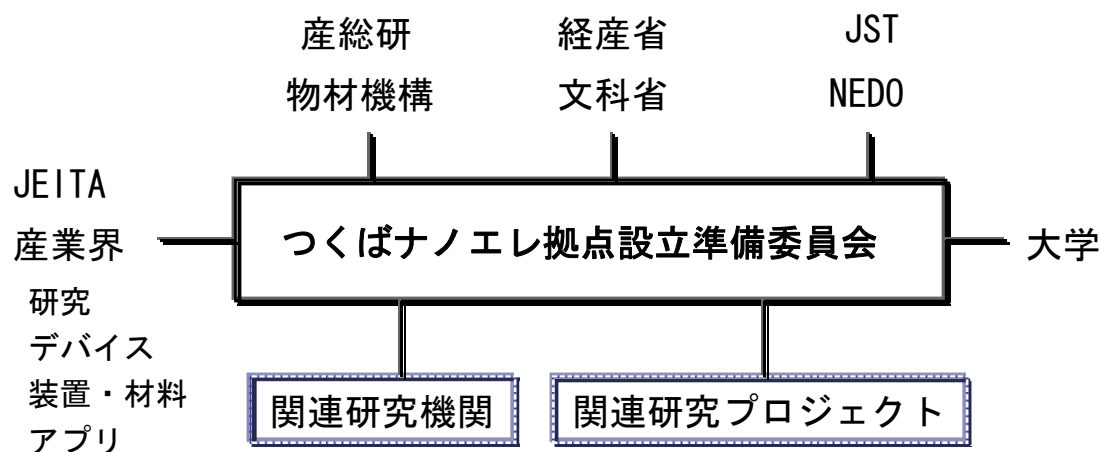 産総研 経産省 JST
物材機構 文科省 NEDO
JEITA
産業界
つくばナノエレ拠点設立準備委員会
大学
研究
デバイス
装置・材料
アプリ
関連研究機関
関連研究プロジェクト